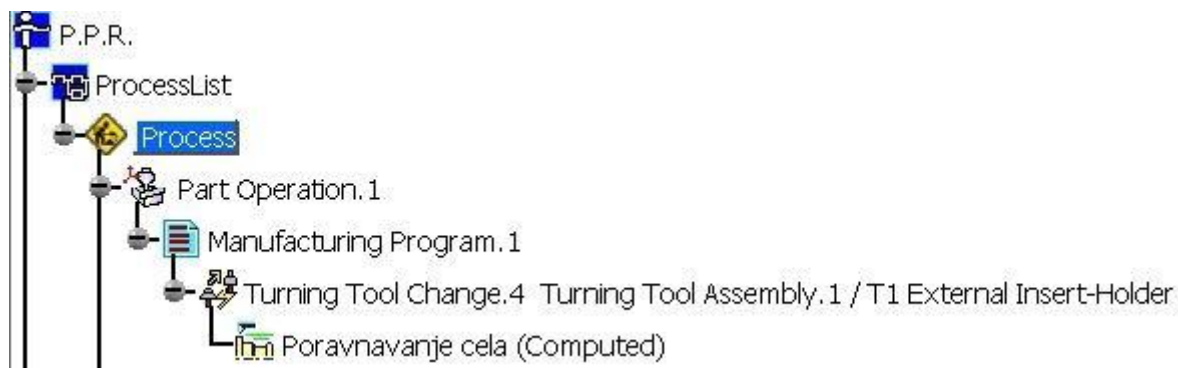 P.P.R.
ProcessList
Process
Part Operation.1
Manufacturing Program.1
Turning Tool Change.4 Turning Tool Assembly.1 / T1 External Insert-Holder
Poravnavanje cela (Computed)